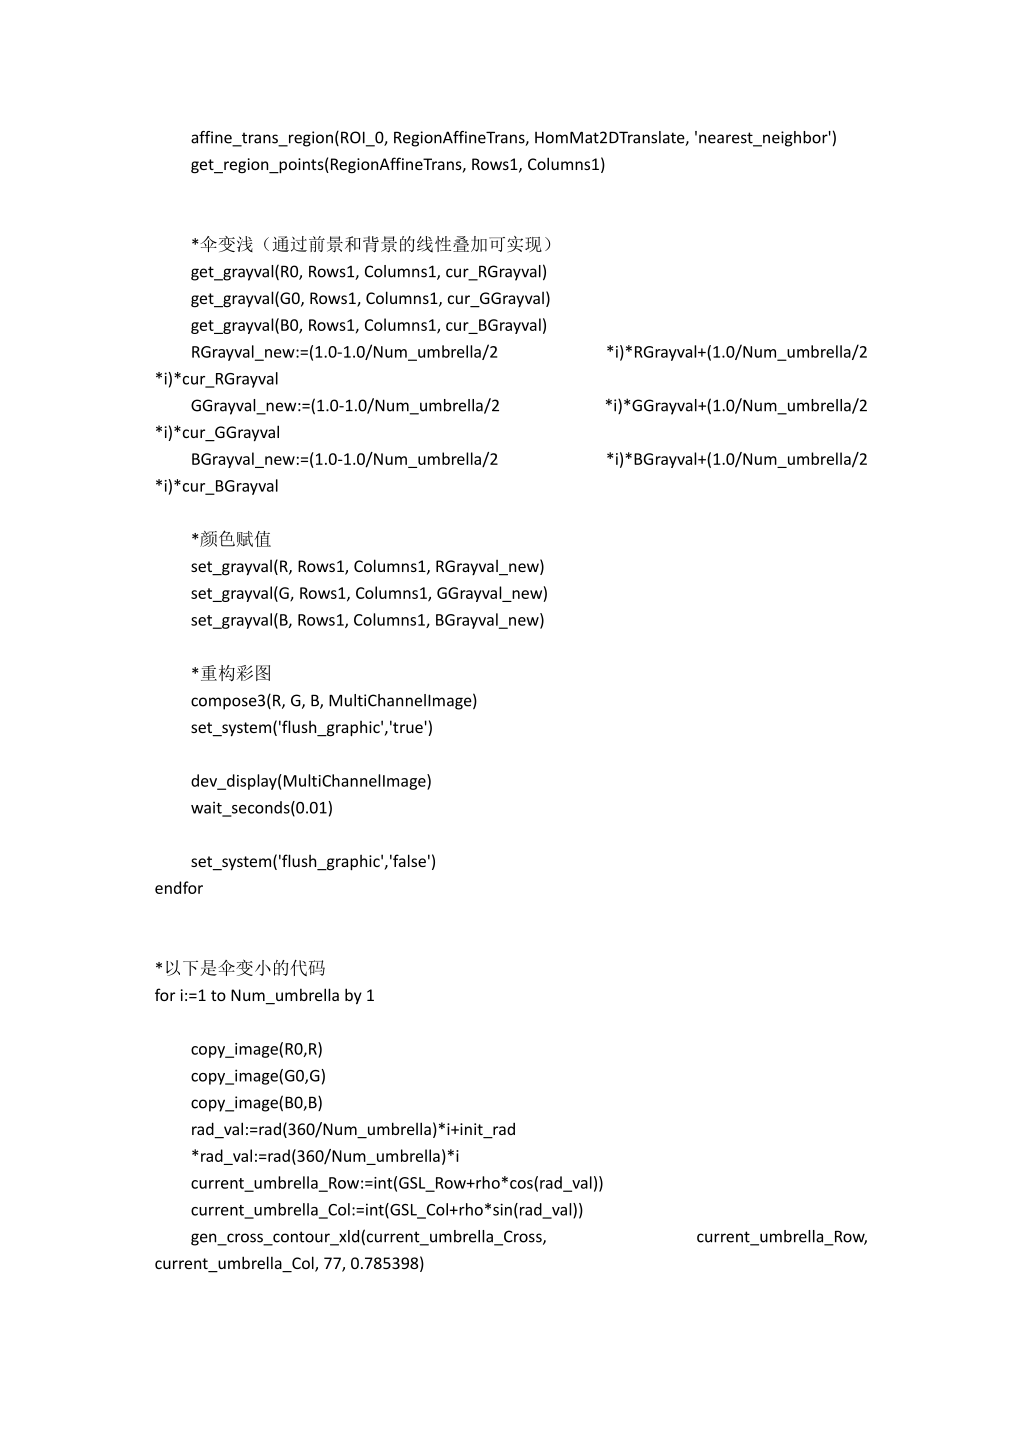 affine_trans_region(ROI_0, RegionAffineTrans, HomMat2DTranslate, 'nearest_neighbor')
get_region_points(RegionAffineTrans, Rows1, Columns1)
*伞变浅（通过前景和背景的线性叠加可实现）
get_grayval(R0, Rows1, Columns1, cur_RGrayval)
get_grayval(G0, Rows1, Columns1, cur_GGrayval)
get_grayval(B0, Rows1, Columns1, cur_BGrayval)
RGrayval_new:=(1.0-1.0/Num_umbrella/2 *i)*RGrayval+(1.0/Num_umbrella/2
*i)*cur_RGrayval
GGrayval_new:=(1.0-1.0/Num_umbrella/2 *i)*GGrayval+(1.0/Num_umbrella/2
*i)*cur_GGrayval
BGrayval_new:=(1.0-1.0/Num_umbrella/2 *i)*BGrayval+(1.0/Num_umbrella/2
*i)*cur_BGrayval
*颜色赋值
set_grayval(R, Rows1, Columns1, RGrayval_new)
set_grayval(G, Rows1, Columns1, GGrayval_new)
set_grayval(B, Rows1, Columns1, BGrayval_new)
*重构彩图
compose3(R, G, B, MultiChannelImage)
set_system('flush_graphic','true')
dev_display(MultiChannelImage)
wait_seconds(0.01)
set_system('flush_graphic','false')
endfor
*以下是伞变小的代码
for i:=1 to Num_umbrella by 1
copy_image(R0,R)
copy_image(G0,G)
copy_image(B0,B)
rad_val:=rad(360/Num_umbrella)*i+init_rad
*rad_val:=rad(360/Num_umbrella)*i
current_umbrella_Row:=int(GSL_Row+rho*cos(rad_val))
current_umbrella_Col:=int(GSL_Col+rho*sin(rad_val))
gen_cross_contour_xld(current_umbrella_Cross, current_umbrella_Row,
current_umbrella_Col, 77, 0.785398)